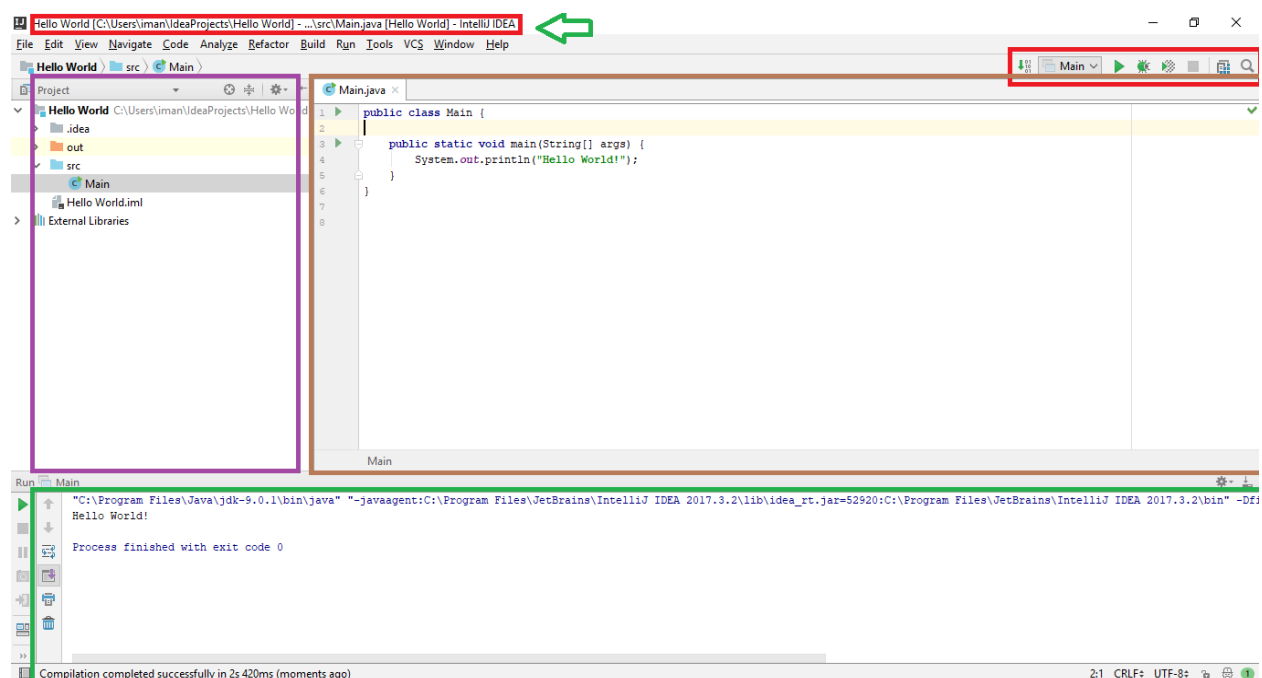 Hello World [C:\Users\iman\IdeaProjects\Hello World] - ...\src\Main.java [Hello World] - IntelliJ IDEA
File Edit View Navigate Code Analyze Refactor Build Run Tools VCS Window Help
Hello World src Main
Main
Project
Main.java
Hello World C:\Users\iman\IdeaProjects\Hello World
.idea
out
src
Main
Hello World.iml
External Libraries
1 public class Main {
2
3 public static void main(String[] args) {
4 System.out.println("Hello World!");
5 }
6 }
7
8
Main
Run Main
"C:\Program Files\Java\jdk-9.0.1\bin\java" "-javaagent:C:\Program Files\JetBrains\IntelliJ IDEA 2017.3.2\lib\idea_rt.jar=52920:C:\Program Files\JetBrains\IntelliJ IDEA 2017.3.2\bin" -Dfi
Hello World!
Process finished with exit code 0
Compilation completed successfully in 2s 420ms (moments ago)
2:1 CRLF UTF-8 1